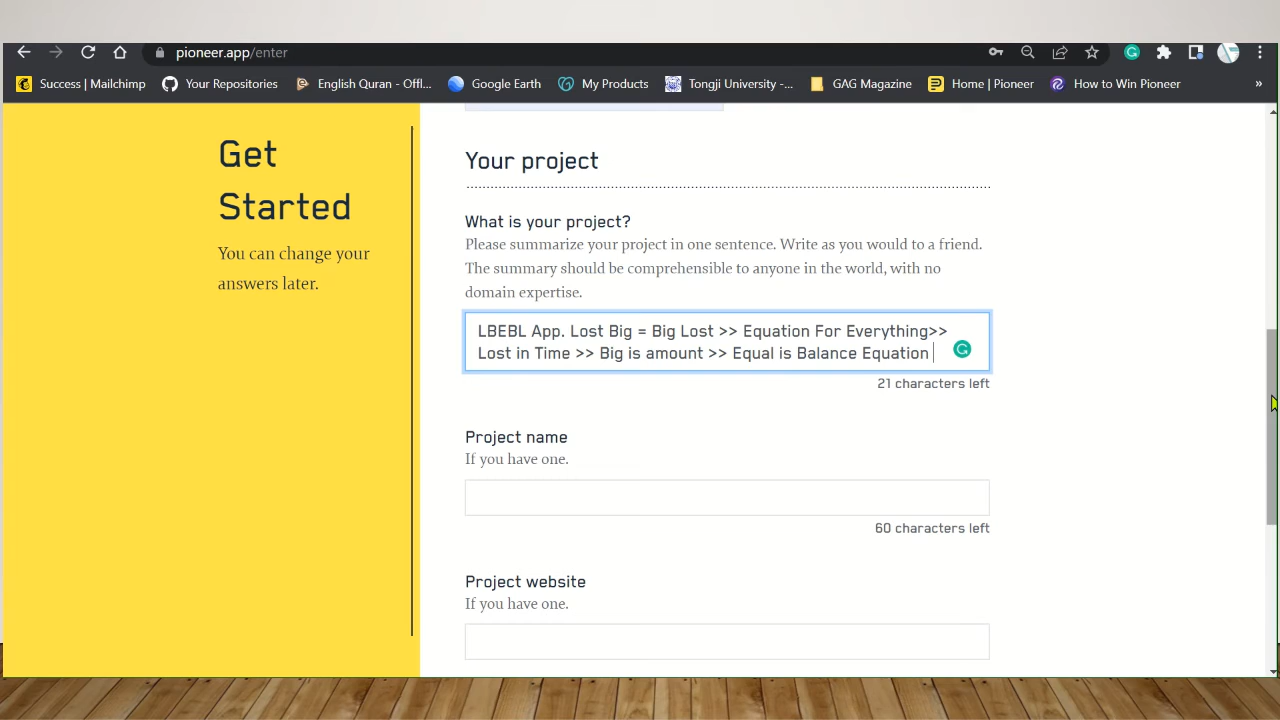 pioneer.app/enter
Success | Mailchimp
Your Repositories
English Quran - Offl...
Google Earth
My Products
Tongji University -...
GAG Magazine
Home | Pioneer
How to Win Pioneer
»
Get
Started
You can change your
answers later.
Your project
What is your project?
Please summarize your project in one sentence. Write as you would to a friend.
The summary should be comprehensible to anyone in the world, with no
domain expertise.
LBEBL App. Lost Big = Big Lost >> Equation For Everything>>
Lost in Time >> Big is amount >> Equal is Balance Equation
21 characters left
Project name
If you have one.
60 characters left
Project website
If you have one.